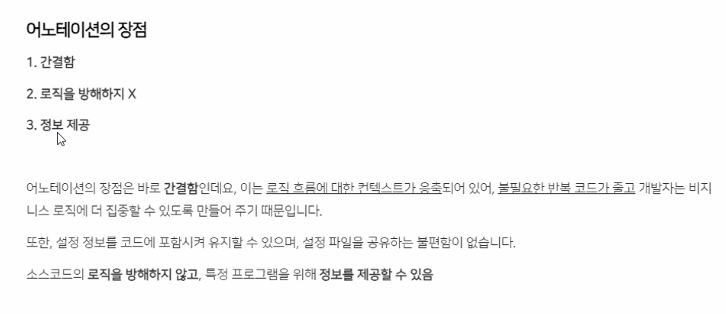 어노테이션의 장점
1. 간결함
2. 로직을 방해하지 X
3. 정보 제공
어노테이션의 장점은 바로 간결함인데요, 이는 로직 흐름에 대한 컨텍스트가 응축되어 있어, 불필요한 반복 코드가 줄고 개발자는 비지
니스 로직에 더 집중할 수 있도록 만들어 주기 때문입니다.
또한, 설정 정보를 코드에 포함시켜 유지할 수 있으며, 설정 파일을 공유하는 불편함이 없습니다.
소스코드의 로직을 방해하지 않고, 특정 프로그램을 위해 정보를 제공할 수 있음